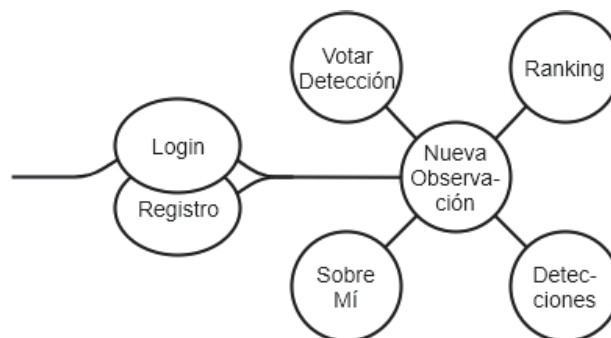 Votar
Detección
Ranking
Login
Nueva
Observa-
ción
Registro
Sobre
Mí
Detec-
ciones